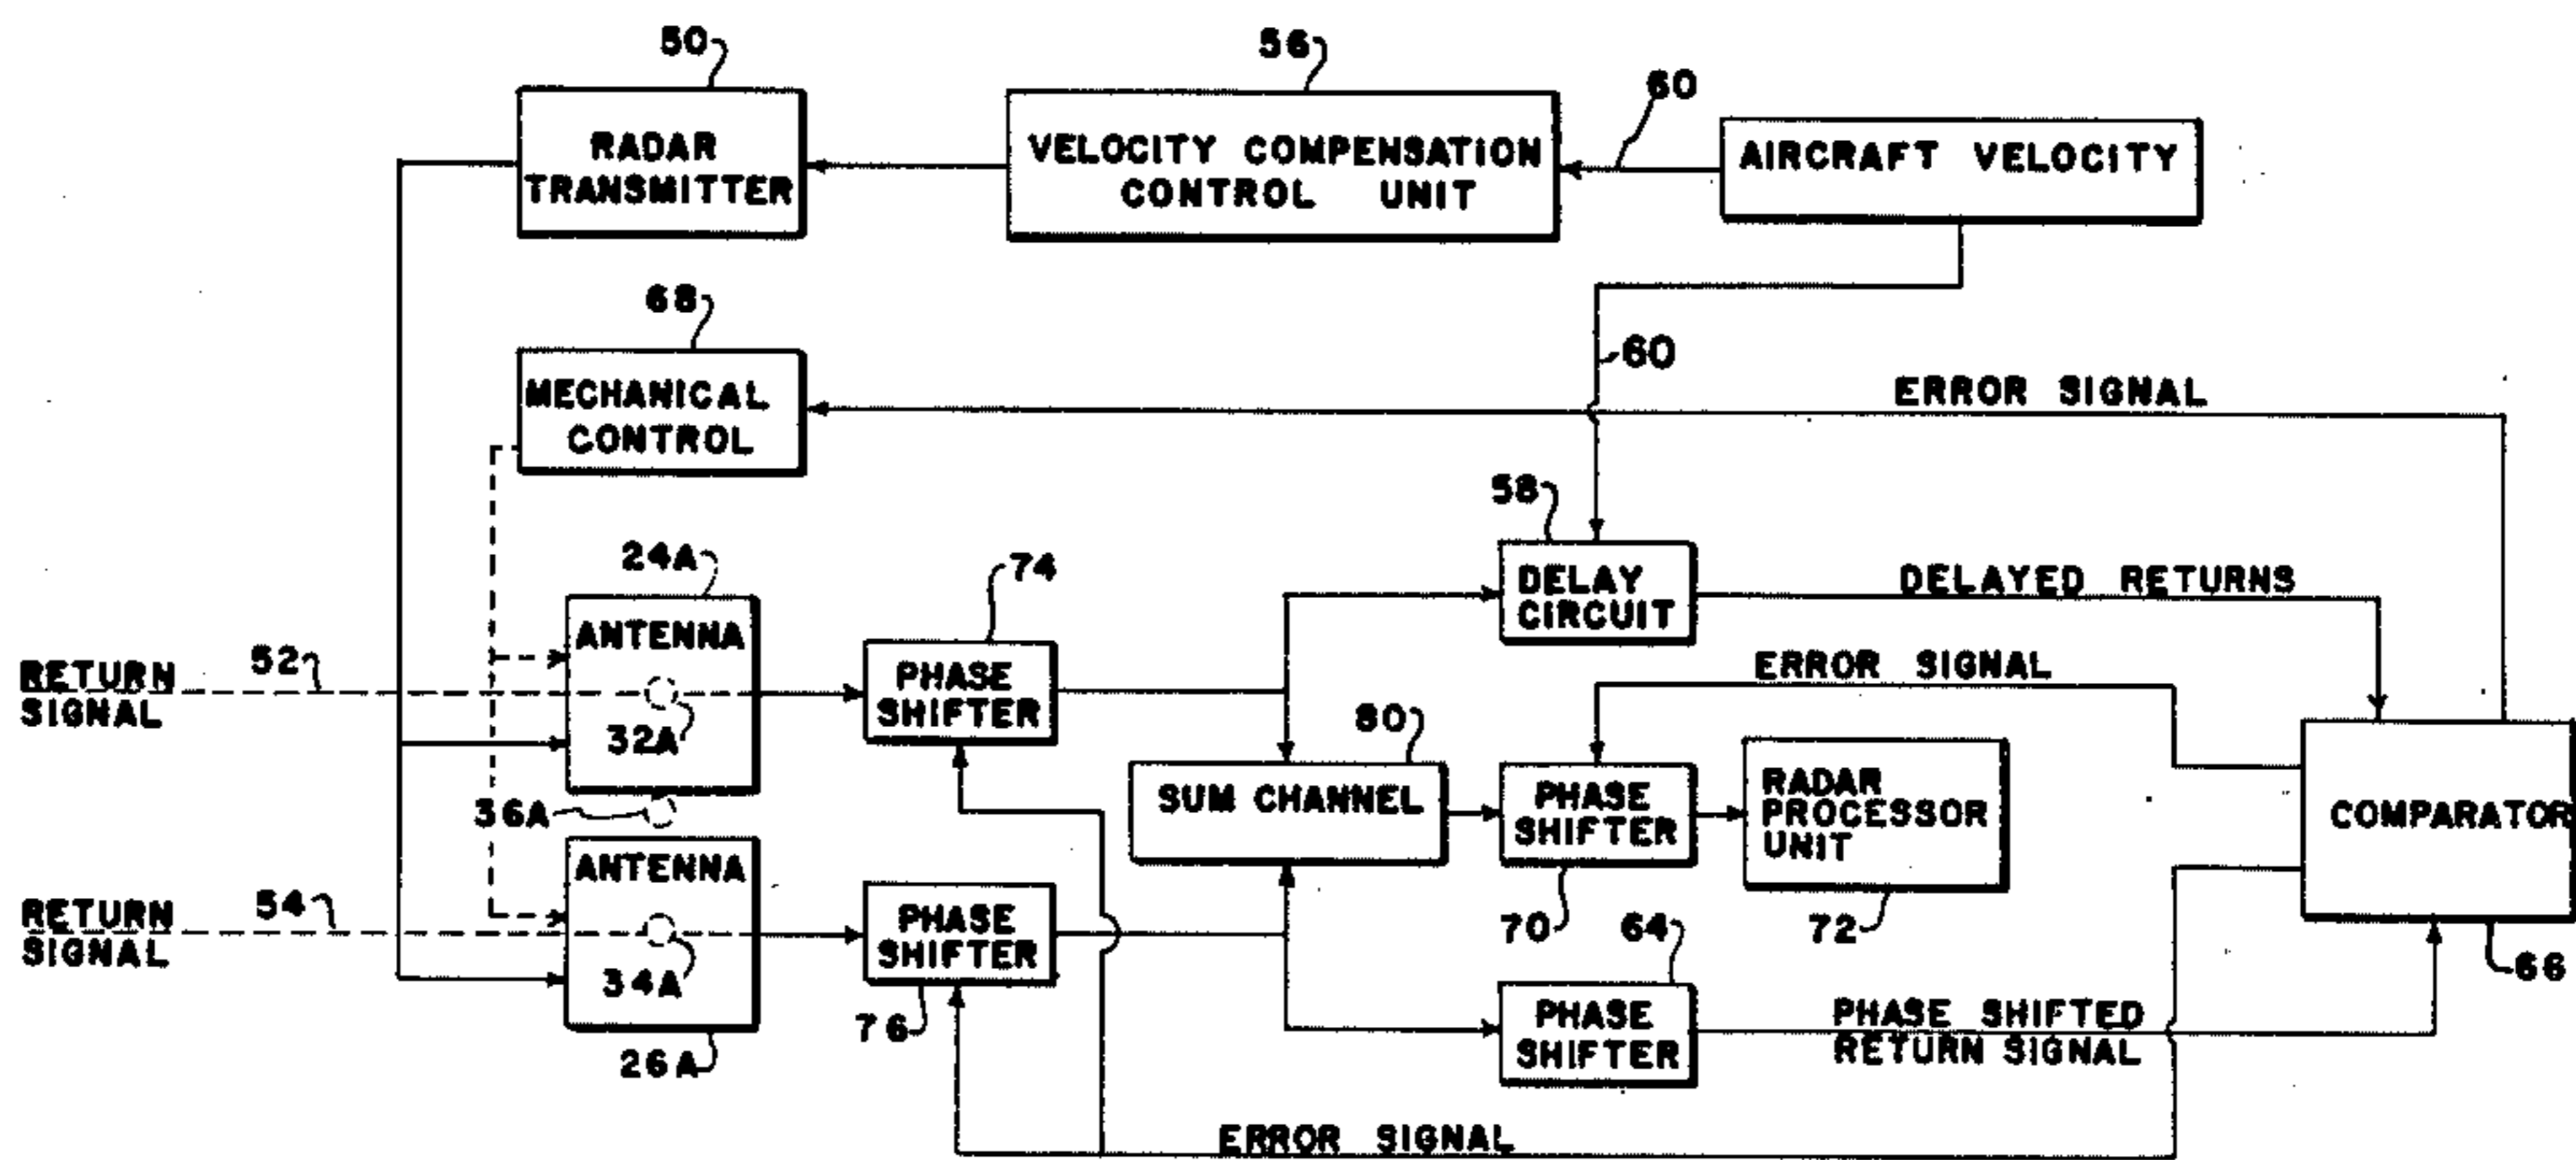 50
56
60
RADAR
TRANSMITTER
VELOCITY COMPENSATION
CONTROL UNIT
AIRCRAFT VELOCITY
68
60
MECHANICAL
CONTROL
ERROR SIGNAL
58
24A
74
DELAY
CIRCUIT
DELAYED RETURNS
ANTENNA
RETURN
SIGNAL
52
32A
PHASE
SHIFTER
ERROR SIGNAL
80
36A
SUM CHANNEL
PHASE
SHIFTER
RADAR
PROCESSOR
UNIT
COMPARATOR
ANTENNA
RETURN
SIGNAL
54
34A
PHASE
SHIFTER
70
72
64
66
76
26A
PHASE
SHIFTER
PHASE SHIFTED
RETURN SIGNAL
ERROR SIGNAL